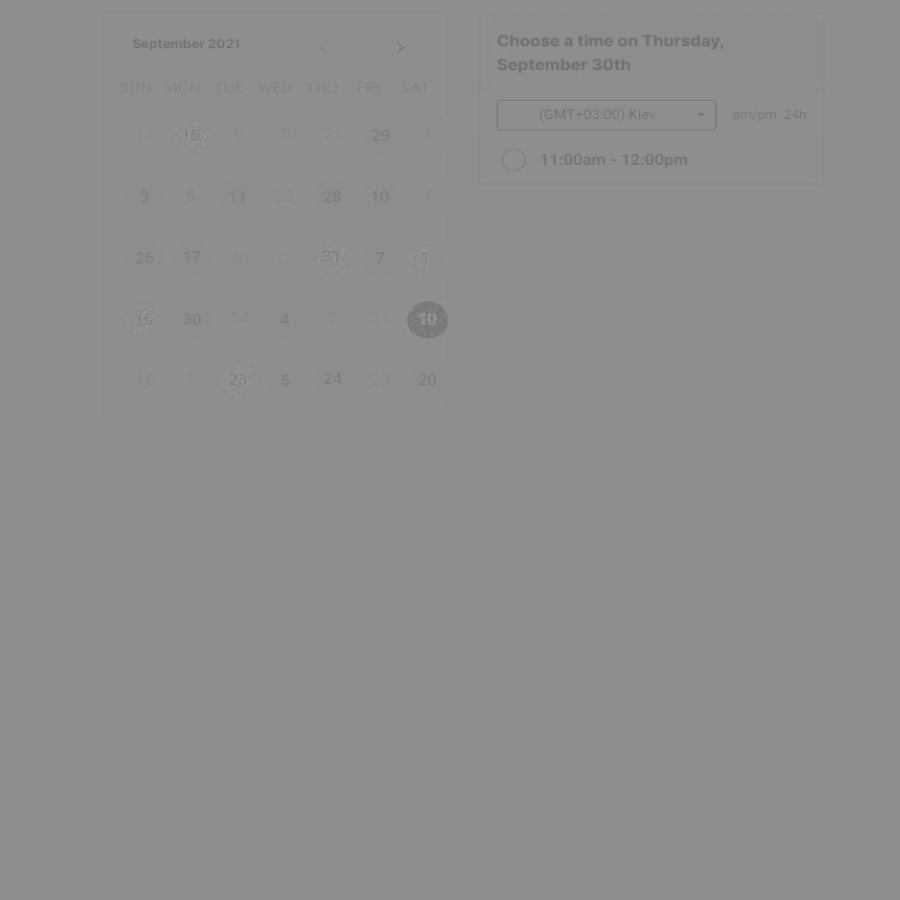 September 2021
SUN MON TUE WED THU FRI SAT
11 15 9 20 21 29 6
3 5 11 22 28 10 4
26 17 30 22 31 7 1
16 30 24 4 7 21 10
13 1 23 5 24 23 20
Choose a time on Thursday,
September 30th
(GMT+03:00) Kiev am/pm 24h
11:00am - 12:00pm